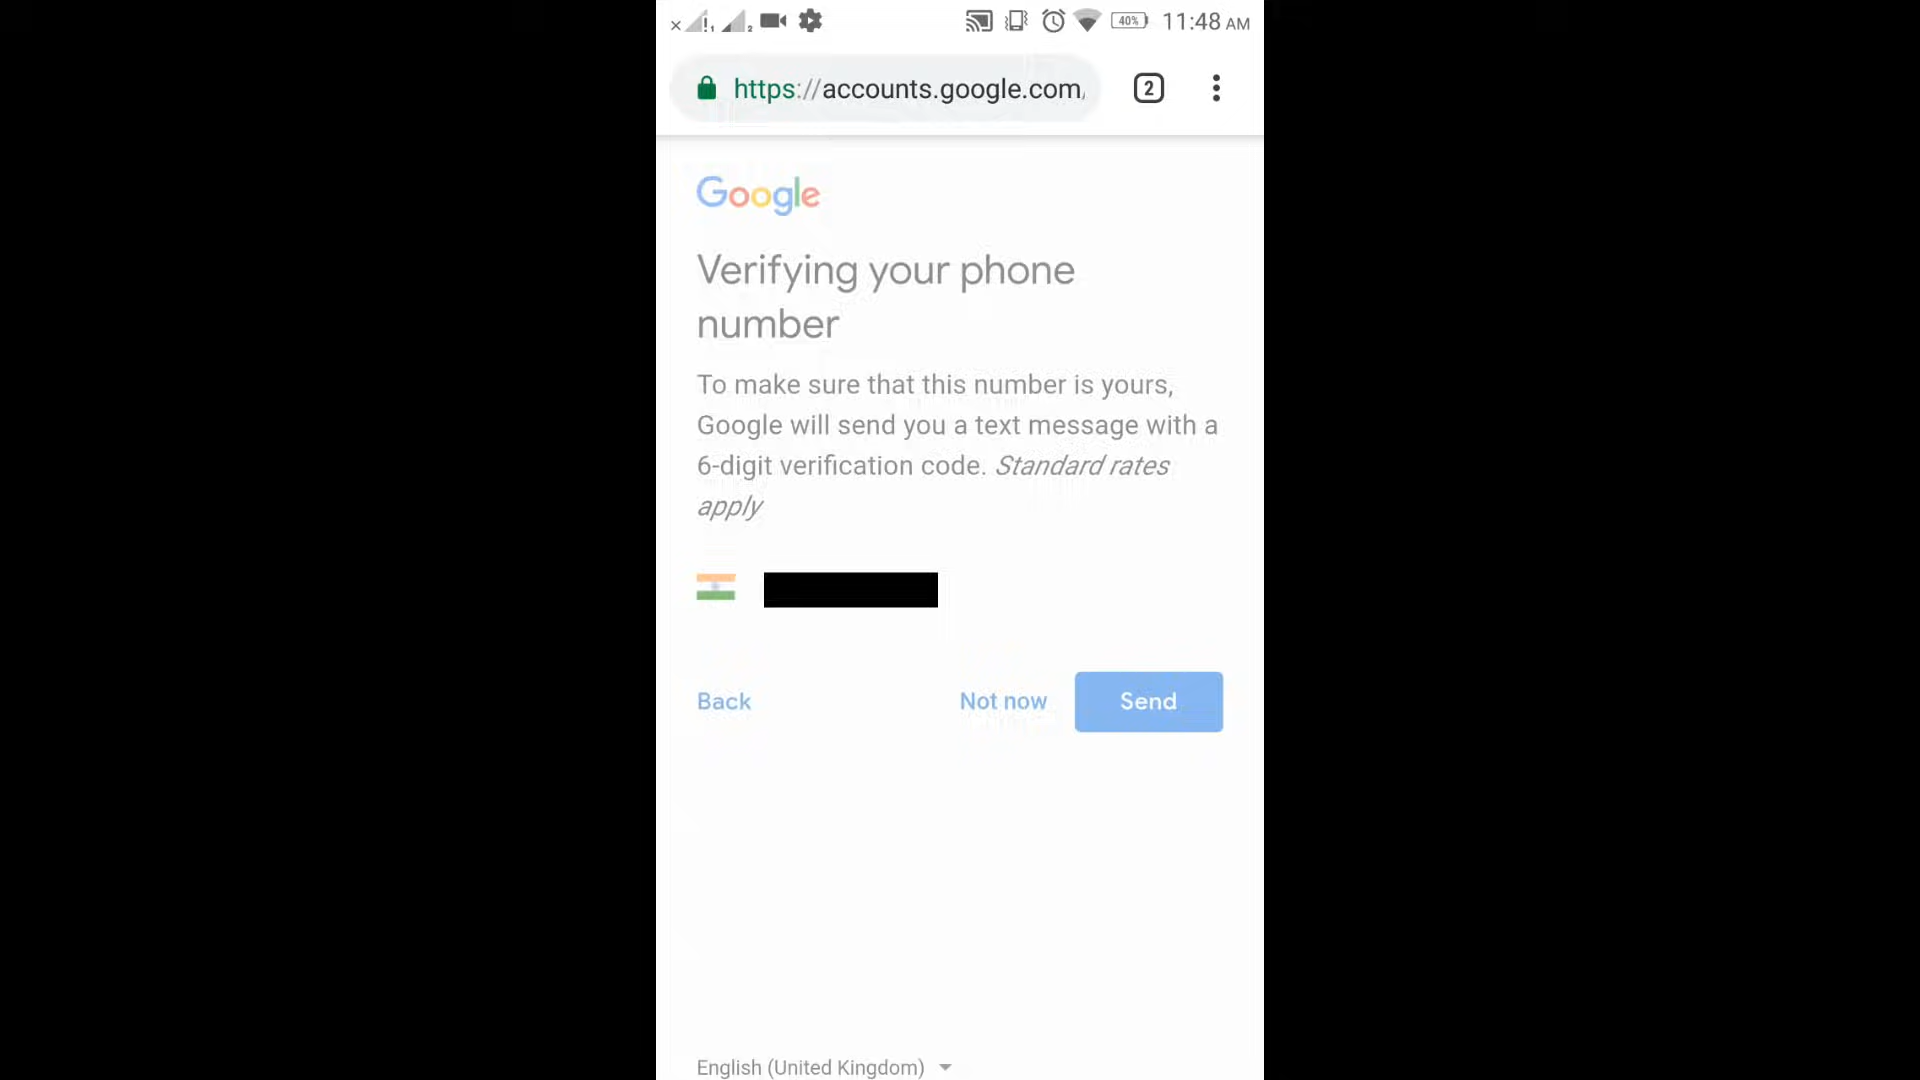 40% 11:48 AM
https://accounts.google.com/ 2
Google
Verifying your phone
number
To make sure that this number is yours,
Google will send you a text message with a
6-digit verification code. Standard rates
apply
Back Not now Send
English (United Kingdom)